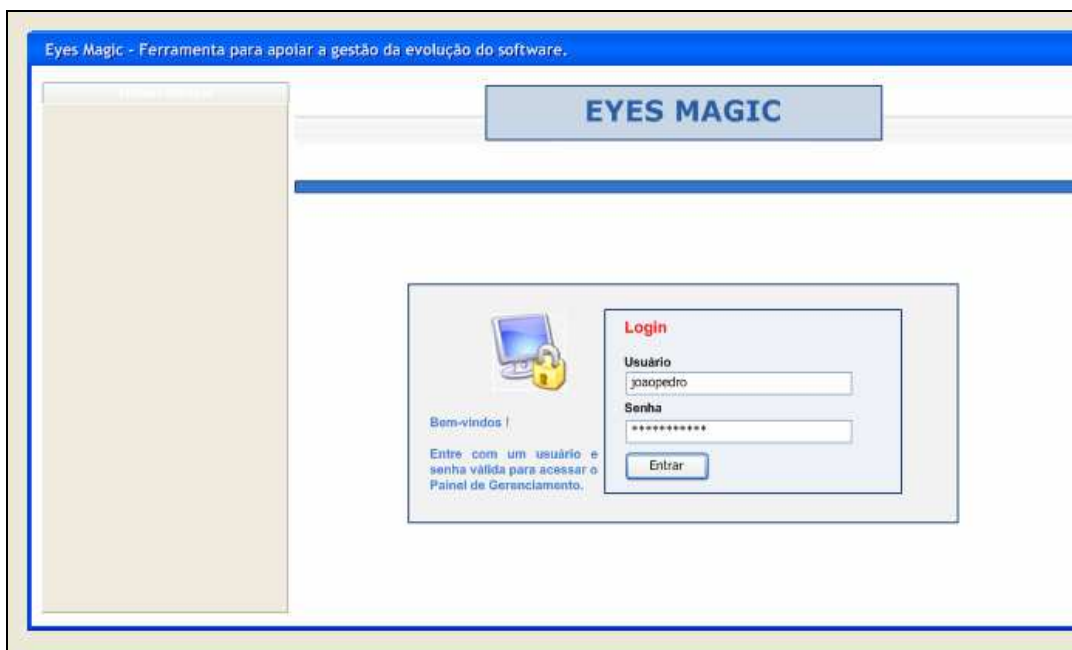 Eyes Magic - Ferramenta para apoiar a gestão da evolução do software.
EYES MAGIC
Login
Usuário
joaopedro
Senha
***********
Entrar
Bem-vindos !
Entre com um usuário e
senha válida para acessar o
Painel de Gerenciamento.